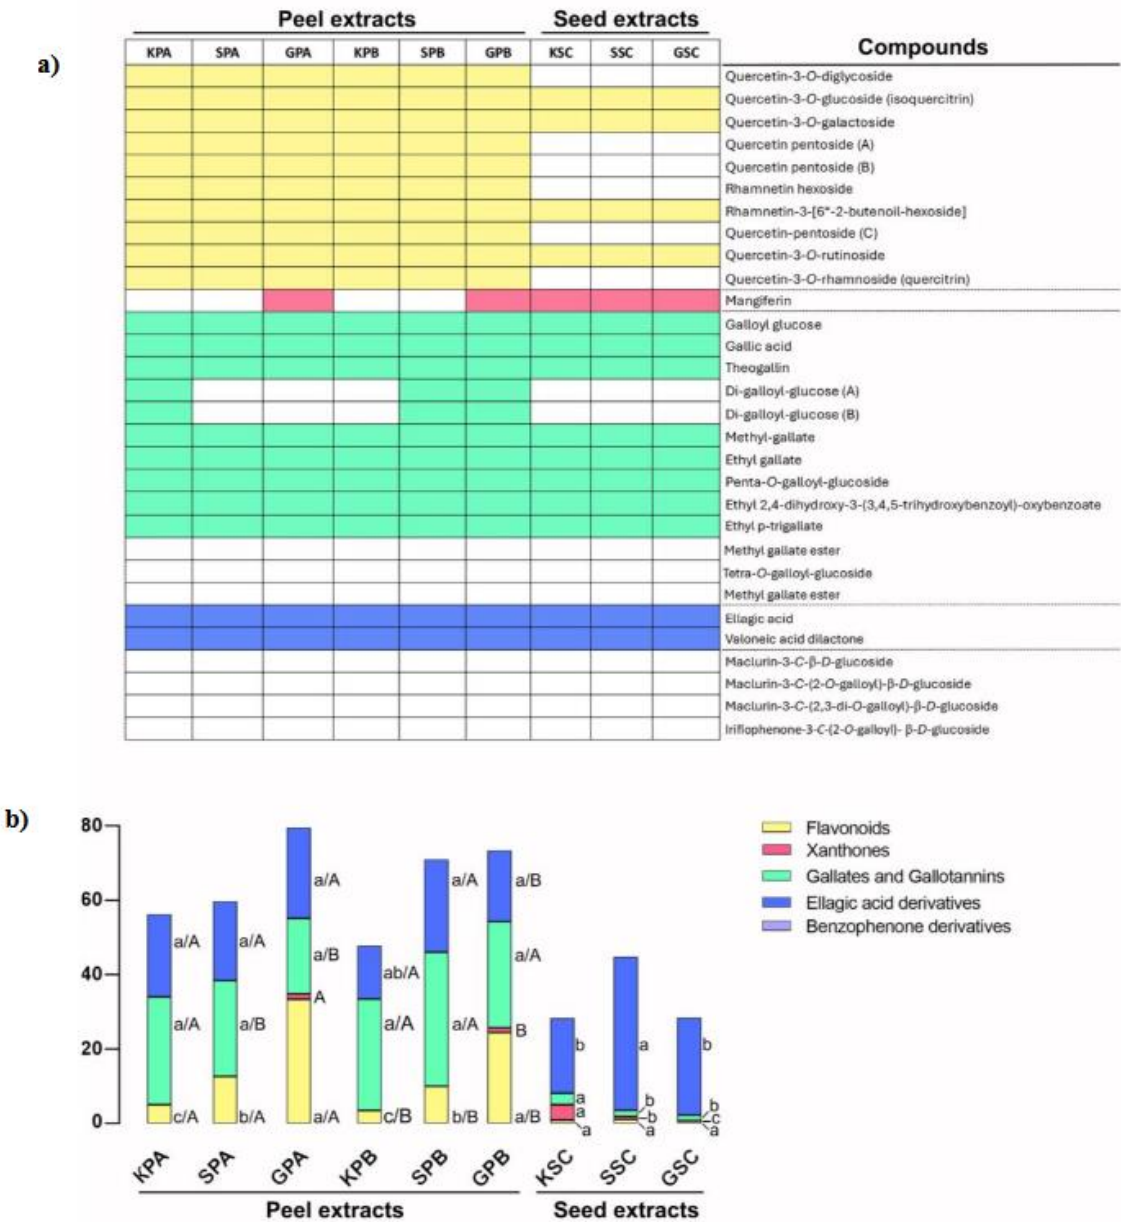 Peel extracts Seed extracts
a) KPA SPA GPA KPB SPB GPB KSC SSC GSC Compounds
Quercetin-3-O-diglycoside
Quercetin-3-O-glucoside (isoquercitrin)
Quercetin-3-O-galactoside
Quercetin pentoside (A)
Quercetin pentoside (B)
Rhamnetin hexoside
Rhamnetin-3-[6"-2-butenoil-hexoside]
Quercetin-pentoside (C)
Quercetin-3-O-rutinoside
Quercetin-3-O-rhamnoside (quercitrin)
Mangiferin
Galloyl glucose
Gallic acid
Theogallin
Di-galloyl-glucose (A)
Di-galloyl-glucose (B)
Methyl-gallate
Ethyl gallate
Penta-O-galloyl-glucoside
Ethyl 2,4-dihydroxy-3-(3,4,5-trihydroxybenzoyl)-oxybenzoate
Ethyl p-trigallate
Methyl gallate ester
Tetra-O-galloyl-glucoside
Methyl gallate ester
Ellagic acid
Valoneic acid dilactone
Maclurin-3-C-β-D-glucoside
Maclurin-3-C-(2-O-galloyl)-β-D-glucoside
Maclurin-3-C-(2,3-di-O-galloyl)-β-D-glucoside
Iriflophenone-3-C-(2-O-galloyl)- β-D-glucoside
b)
80
60
40
20
0
a/A
a/A
c/A
a/A
a/B
b/A
a/A
a/B
A
a/A
ab/A
a/A
c/B
a/A
a/A
b/B
a/B
a/A
B
a/B
b
a
a
a
a
b
b
a
b
b
c
a
KPA SPA GPA KPB SPB GPB KSC SSC GSC
Peel extracts Seed extracts
Flavonoids
Xanthones
Gallates and Gallotannins
Ellagic acid derivatives
Benzophenone derivatives